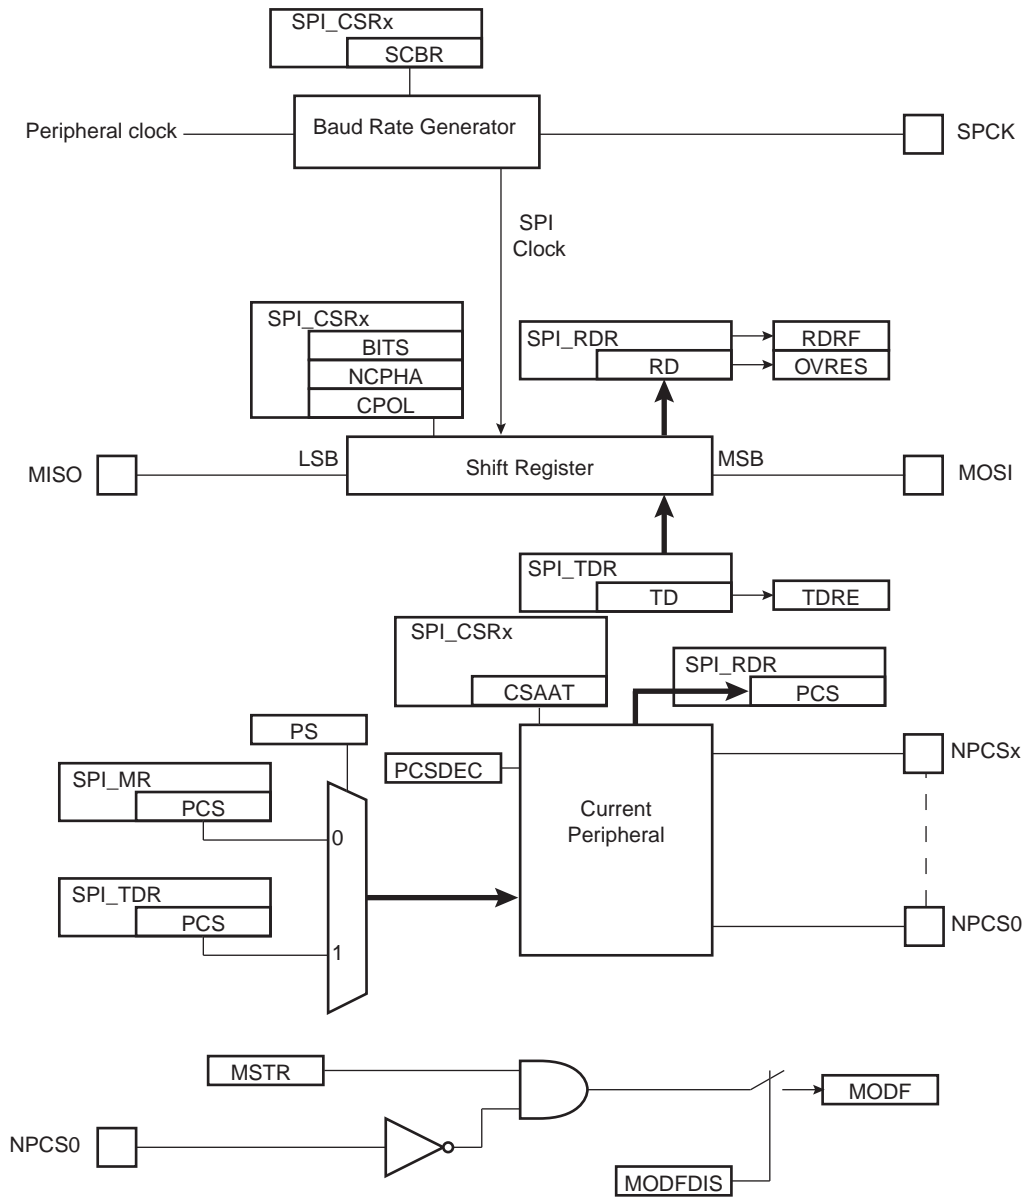 SPI_CSRx
SCBR
Peripheral clock
Baud Rate Generator
SPCK
SPI
Clock
SPI_CSRx
BITS
NCPHA
CPOL
SPI_RDR
RD
RDRF
OVRES
MISO
LSB
Shift Register
MSB
MOSI
SPI_TDR
TD
TDRE
SPI_CSRx
CSAAT
SPI_RDR
PCS
PS
PCSDEC
NPCSx
SPI_MR
PCS
0
Current
Peripheral
SPI_TDR
PCS
1
NPCS0
MSTR
MODF
NPCS0
MODFDIS